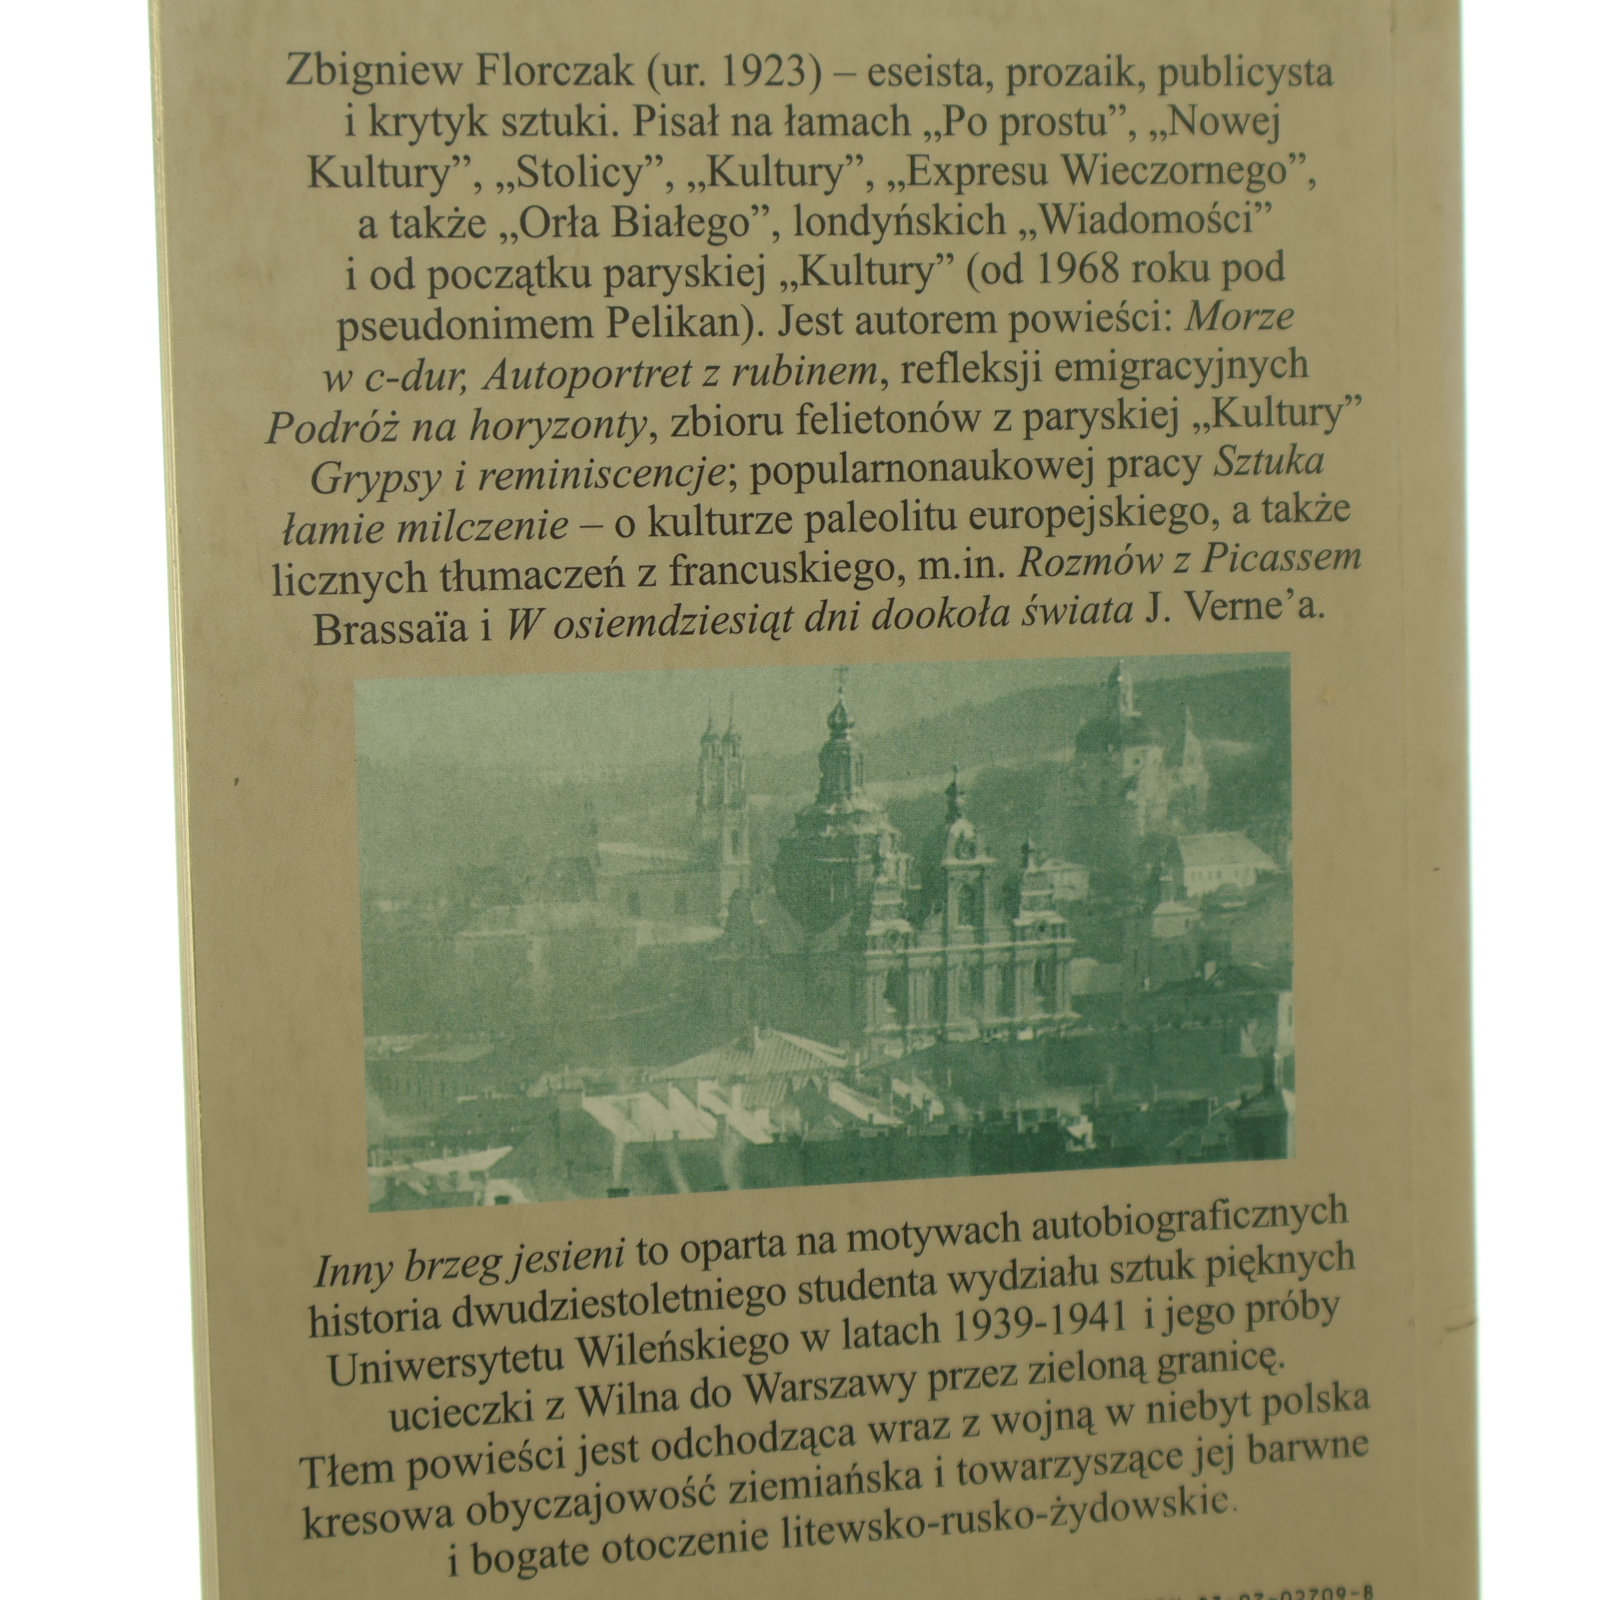 Zbigniew Florczak (ur. 1923) – eseista, prozaik, publicysta
i krytyk sztuki. Pisał na łamach „Po prostu”, „Nowej
Kultury”, „Stolicy”, „Kultury”, „Expresu Wieczornego”,
a także „Orła Białego”, londyńskich „Wiadomości”
i od początku paryskiej „Kultury” (od 1968 roku pod
pseudonimem Pelikan). Jest autorem powieści: Morze
w c-dur, Autoportret z rubinem, refleksji emigracyjnych
Podróż na horyzonty, zbioru felietonów z paryskiej „Kultury”
Grypsy i reminiscencje; popularnonaukowej pracy Sztuka
łamie milczenie – o kulturze paleolitu europejskiego, a także
licznych tłumaczeń z francuskiego, m.in. Rozmów z Picassem
Brassaïa i W osiemdziesiąt dni dookoła świata J. Verne’a.
Inny brzeg jesieni to oparta na motywach autobiograficznych
historia dwudziestoletniego studenta wydziału sztuk pięknych
Uniwersytetu Wileńskiego w latach 1939-1941 i jego próby
ucieczki z Wilna do Warszawy przez zieloną granicę.
Tłem powieści jest odchodząca wraz z wojną w niebyt polska
kresowa obyczajowość ziemiańska i towarzyszące jej barwne
i bogate otoczenie litewsko-rusko-żydowskie.
02709-8